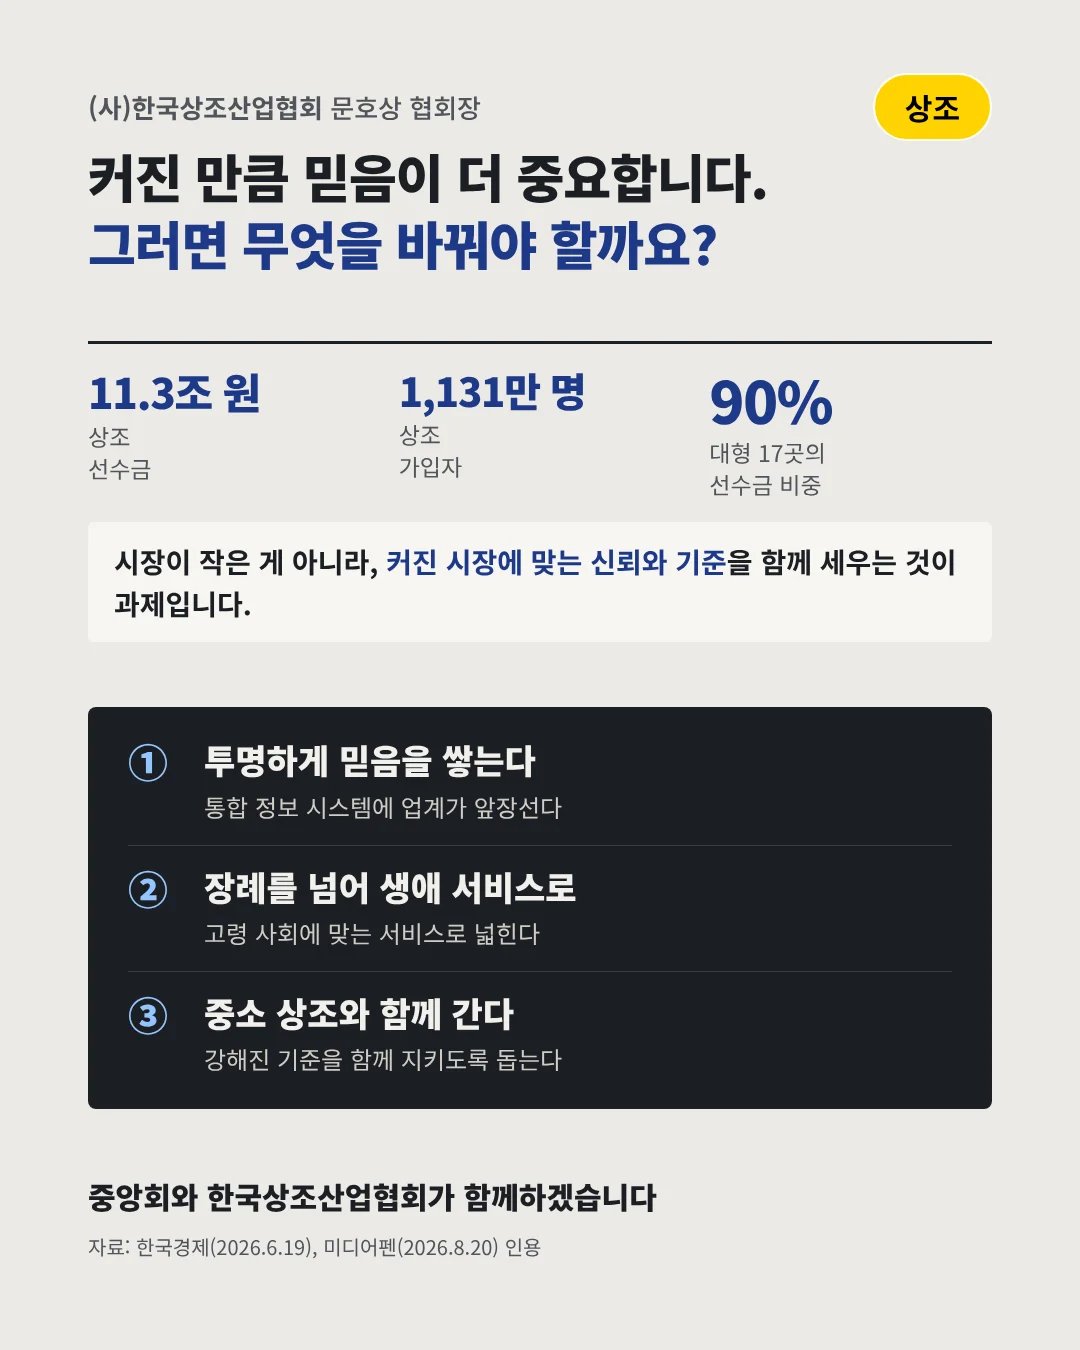 (사)한국상조산업협회 문호상 협회장
상조
커진 만큼 믿음이 더 중요합니다.
그러면 무엇을 바꿔야 할까요?
11.3조 원
상조
선수금
1,131만 명
상조
가입자
90%
대형 17곳의
선수금 비중
시장이 작은 게 아니라, 커진 시장에 맞는 신뢰와 기준을 함께 세우는 것이
과제입니다.
① 투명하게 믿음을 쌓는다
통합 정보 시스템에 업계가 앞장선다
② 장례를 넘어 생애 서비스로
고령 사회에 맞는 서비스로 넓힌다
③ 중소 상조와 함께 간다
강해진 기준을 함께 지키도록 돕는다
중앙회와 한국상조산업협회가 함께하겠습니다
자료: 한국경제(2026.6.19), 미디어펜(2026.8.20) 인용